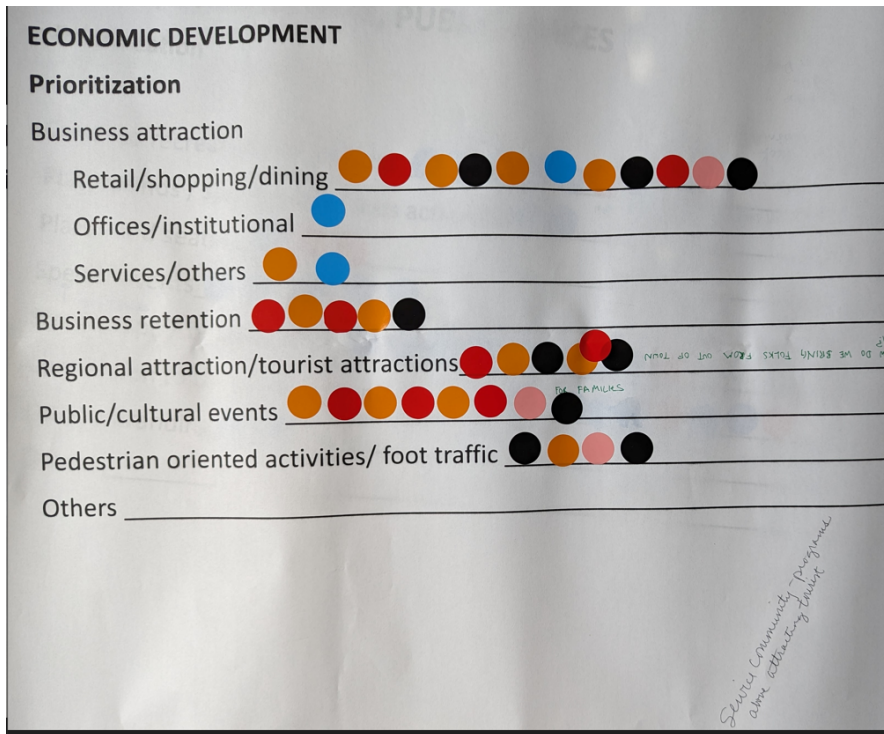 ECONOMIC DEVELOPMENT
Prioritization
Business attraction
Retail/shopping/dining
Offices/institutional
Services/others
Business retention
Regional attraction/tourist attractions
DO WE BRING FOLKS FROM OUT OF TOWN
FAMILIES
Public/cultural events
Pedestrian oriented activities/ foot traffic
Others
Service community programs
above attracting tourist